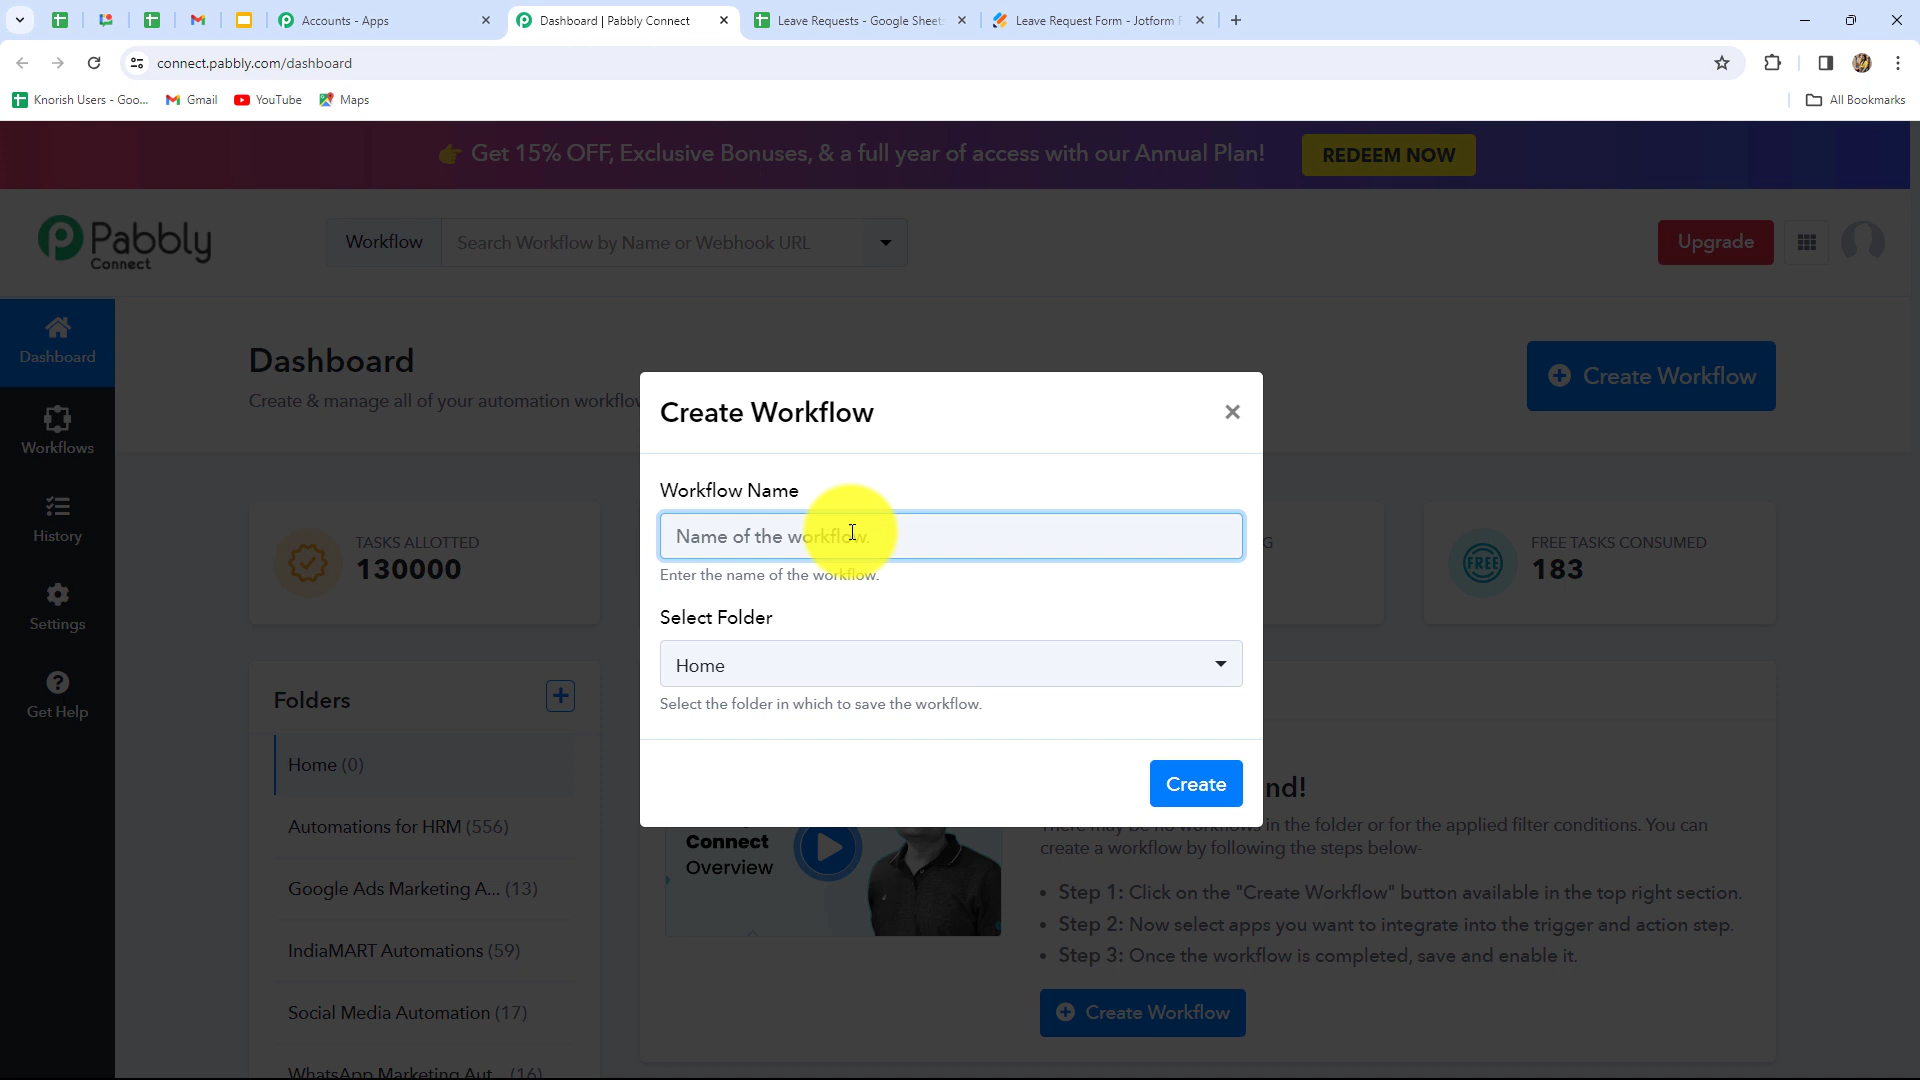 Accounts - Apps
Dashboard | Pabbly Connect
Leave Requests - Google Sheet
Leave Request Form - Jotform
connect.pabbly.com/dashboard
Knorish Users - Goo...
Gmail
YouTube
Maps
All Bookmarks
Get 15% OFF, Exclusive Bonuses, & a full year of access with our Annual Plan!
REDEEM NOW
Pabbly
Connect
Workflow
Search Workflow by Name or Webhook URL
Upgrade
Dashboard
Workflows
History
Settings
Get Help
Dashboard
Create & manage all of your automation
Create Workflow
TASKS ALLOTTED
130000
G
FREE
FREE TASKS CONSUMED
183
Folders
Home (0)
Automations for HRM (556)
Google Ads Marketing A... (13)
IndiaMART Automations (59)
Social Media Automation (17)
WhatsApp Marketing Aut... (16)
Create Workflow
Workflow Name
Name of the workflow.
Enter the name of the workflow.
Select Folder
Home
Select the folder in which to save the workflow.
Create
Connect
Overview
nd!
in the folder or for the applied filter conditions. You can
create a workflow by following the steps below-
• Step 1: Click on the "Create Workflow" button available in the top right section.
• Step 2: Now select apps you want to integrate into the trigger and action step.
• Step 3: Once the workflow is completed, save and enable it.
Create Workflow